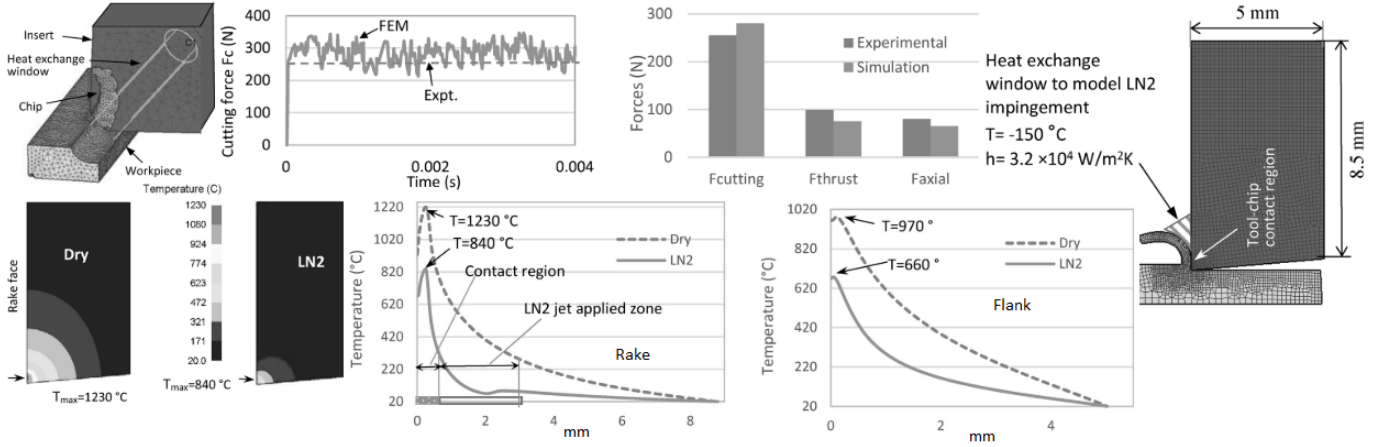 Insert
Heat exchange
window
Chip
Workpiece
Cutting force Fc (N)
400
300
200
100
0
FEM
Expt.
0
0.002
0.004
Time (s)
Forces (N)
300
200
100
0
Experimental
Simulation
Fcutting
Fthrust
Faxial
Heat exchange
window to model LN2
impingement
T= -150 °C
h= 3.2 ×10⁴ W/m²K
5 mm
8.5 mm
Tool-chip
contact region
Temperature (C)
1230
1080
924
774
623
472
321
171
20.0
Rake face
Dry
Tmax=1230 °C
LN2
Tmax=840 °C
Temperature (°C)
1220
1020
820
620
420
220
20
T=1230 °C
T=840 °C
Dry
LN2
Contact region
LN2 jet applied zone
Rake
0
2
4
6
8
mm
Temperature (°C)
1020
820
620
420
220
20
T=970 °
T=660 °
Dry
LN2
Flank
0
2
4
mm